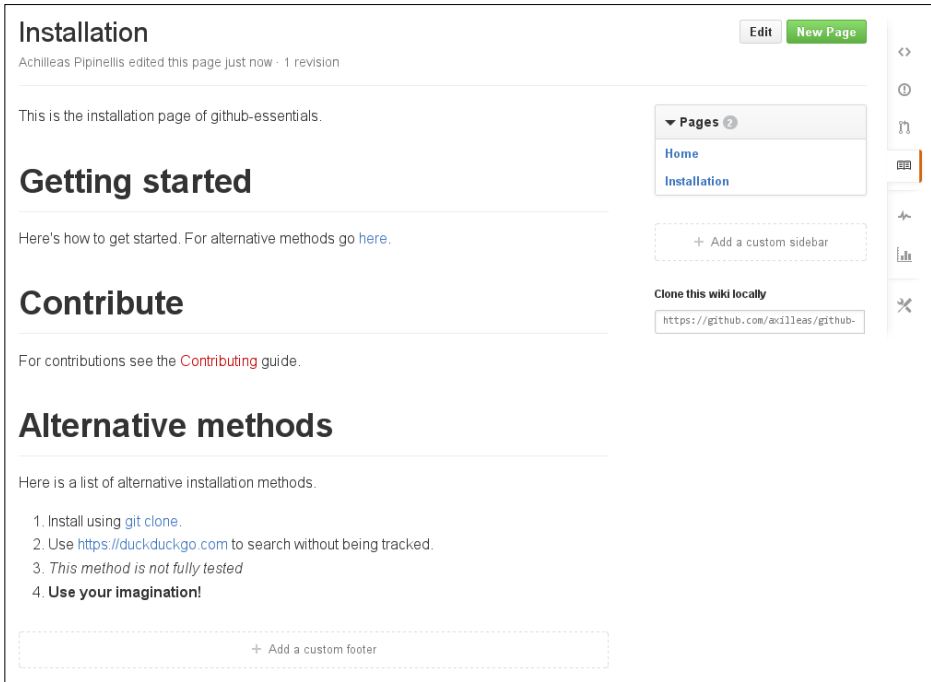 Installation
Edit
New Page
Achilleas Pipinellis edited this page just now · 1 revision
This is the installation page of github-essentials.
Pages 2
Home
Installation
Getting started
Here's how to get started. For alternative methods go here.
+ Add a custom sidebar
Contribute
Clone this wiki locally
https://github.com/axilleas/github-
For contributions see the Contributing guide.
Alternative methods
Here is a list of alternative installation methods.
1. Install using git clone.
2. Use https://duckduckgo.com to search without being tracked.
3. This method is not fully tested
4. Use your imagination!
+ Add a custom footer